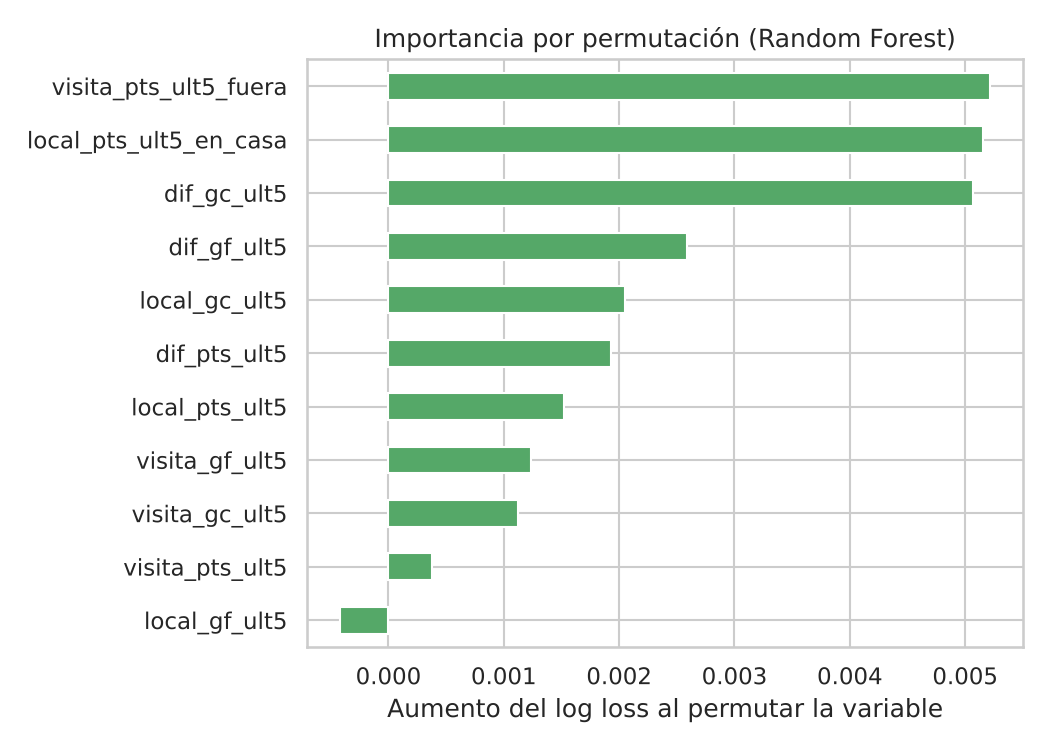 Importancia por permutación (Random Forest)
visita_pts_ult5_fuera
local_pts_ult5_en_casa
dif_gc_ult5
dif_gf_ult5
local_gc_ult5
dif_pts_ult5
local_pts_ult5
visita_gf_ult5
visita_gc_ult5
visita_pts_ult5
local_gf_ult5
0.000 0.001 0.002 0.003 0.004 0.005
Aumento del log loss al permutar la variable